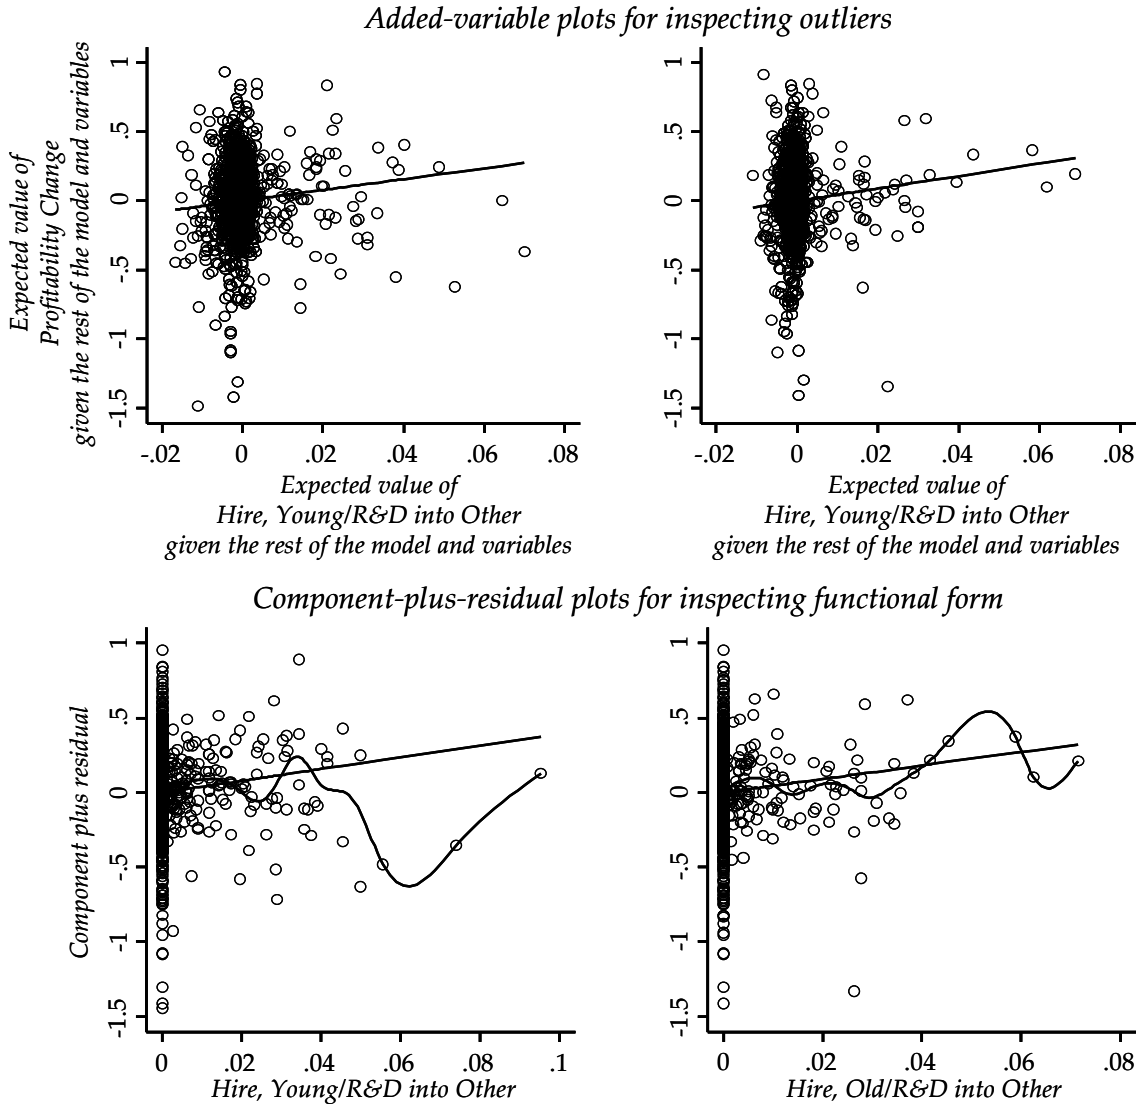 Added-variable plots for inspecting outliers
Expected value of
Profitability Change
given the rest of the model and variables
1
.5
0
-.5
-1
-1.5
-.02 0 .02 .04 .06 .08
Expected value of
Hire, Young/R&D into Other
given the rest of the model and variables
1
.5
0
-.5
-1
-1.5
-.02 0 .02 .04 .06 .08
Expected value of
Hire, Young/R&D into Other
given the rest of the model and variables
Component-plus-residual plots for inspecting functional form
Component plus residual
1
.5
0
-.5
-1
-1.5
0 .02 .04 .06 .08 .1
Hire, Young/R&D into Other
1
.5
0
-.5
-1
-1.5
0 .02 .04 .06 .08
Hire, Old/R&D into Other